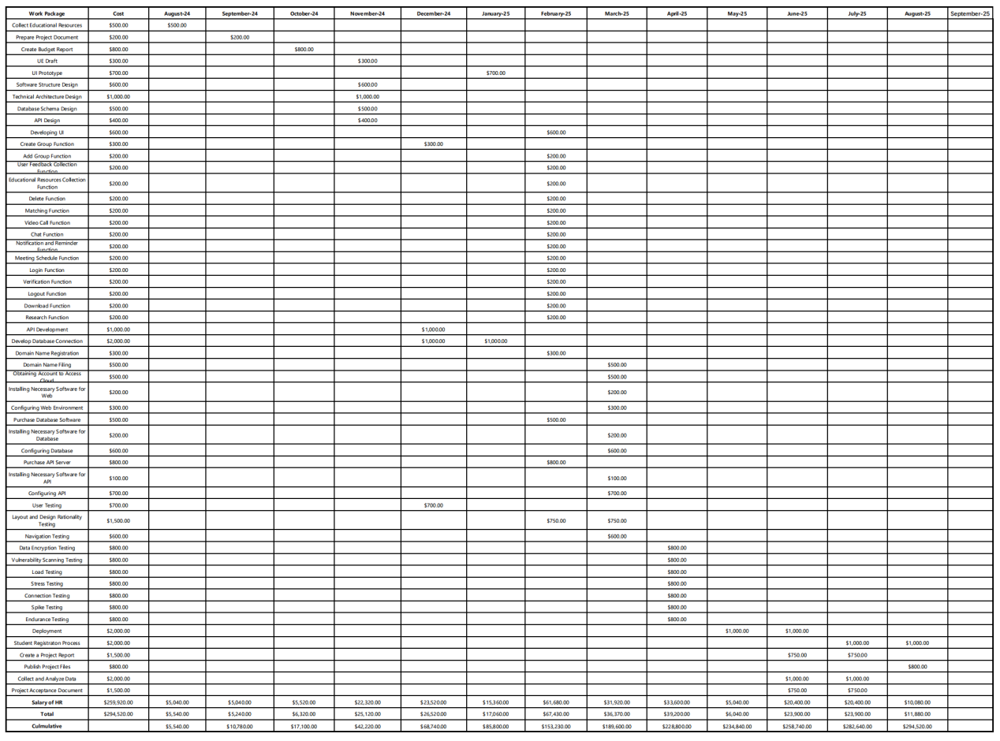 Work Package Cost August-24 September-24 October-24 November-24 December-24 January-25 February-25 March-25 April-25 May-25 June-25 July-25 August-25 September-25
Collect Educational Resources $500.00 $500.00
Prepare Project Document $200.00 $200.00
Create Budget Report $800.00 $800.00
UE Draft $300.00 $300.00
UI Prototype $700.00 $700.00
Software Structure Design $600.00 $600.00
Technical Architecture Design $1,000.00 $1,000.00
Database Schema Design $500.00 $500.00
API Design $400.00 $400.00
Developing UI $600.00 $600.00
Create Group Function $300.00 $300.00
Add Group Function $200.00 $200.00
User Feedback Collection
Function $200.00 $200.00
Educational Resources Collection
Function $200.00 $200.00
Delete Function $200.00 $200.00
Matching Function $200.00 $200.00
Video Call Function $200.00 $200.00
Chat Function $200.00 $200.00
Notification and Reminder
Function $200.00 $200.00
Meeting Schedule Function $200.00 $200.00
Login Function $200.00 $200.00
Verification Function $200.00 $200.00
Logout Function $200.00 $200.00
Download Function $200.00 $200.00
Research Function $200.00 $200.00
API Development $1,000.00 $1,000.00
Develop Database Connection $2,000.00 $1,000.00 $1,000.00
Domain Name Registration $300.00 $300.00
Domain Name Filing $500.00 $500.00
Obtaining Account to Access
Cloud $500.00 $500.00
Installing Necessary Software for
Web $200.00 $200.00
Configuring Web Environment $300.00 $300.00
Purchase Database Software $500.00 $500.00
Installing Necessary Software for
Database $200.00 $200.00
Configuring Database $600.00 $600.00
Purchase API Server $800.00 $800.00
Installing Necessary Software for
API $100.00 $100.00
Configuring API $700.00 $700.00
User Testing $700.00 $700.00
Layout and Design Rationality
Testing $1,500.00 $750.00 $750.00
Navigation Testing $600.00 $600.00
Data Encryption Testing $800.00 $800.00
Vulnerability Scanning Testing $800.00 $800.00
Load Testing $800.00 $800.00
Stress Testing $800.00 $800.00
Connection Testing $800.00 $800.00
Spike Testing $800.00 $800.00
Endurance Testing $800.00 $800.00
Deployment $2,000.00 $1,000.00 $1,000.00
Student Registraton Process $2,000.00 $1,000.00 $1,000.00
Create a Project Report $1,500.00 $750.00 $750.00
Publish Project Files $800.00 $800.00
Collect and Analyze Data $2,000.00 $1,000.00 $1,000.00
Project Acceptance Document $1,500.00 $750.00 $750.00
Salary of HR $259,920.00 $5,040.00 $5,040.00 $5,520.00 $22,320.00 $23,520.00 $15,360.00 $61,680.00 $31,920.00 $33,600.00 $5,040.00 $20,400.00 $20,400.00 $10,080.00
Total $294,520.00 $5,540.00 $5,240.00 $6,320.00 $25,120.00 $26,520.00 $17,060.00 $67,430.00 $36,370.00 $39,200.00 $6,040.00 $23,900.00 $23,900.00 $11,880.00
Culmulative $5,540.00 $10,780.00 $17,100.00 $42,220.00 $68,740.00 $85,800.00 $153,230.00 $189,600.00 $228,800.00 $234,840.00 $258,740.00 $282,640.00 $294,520.00